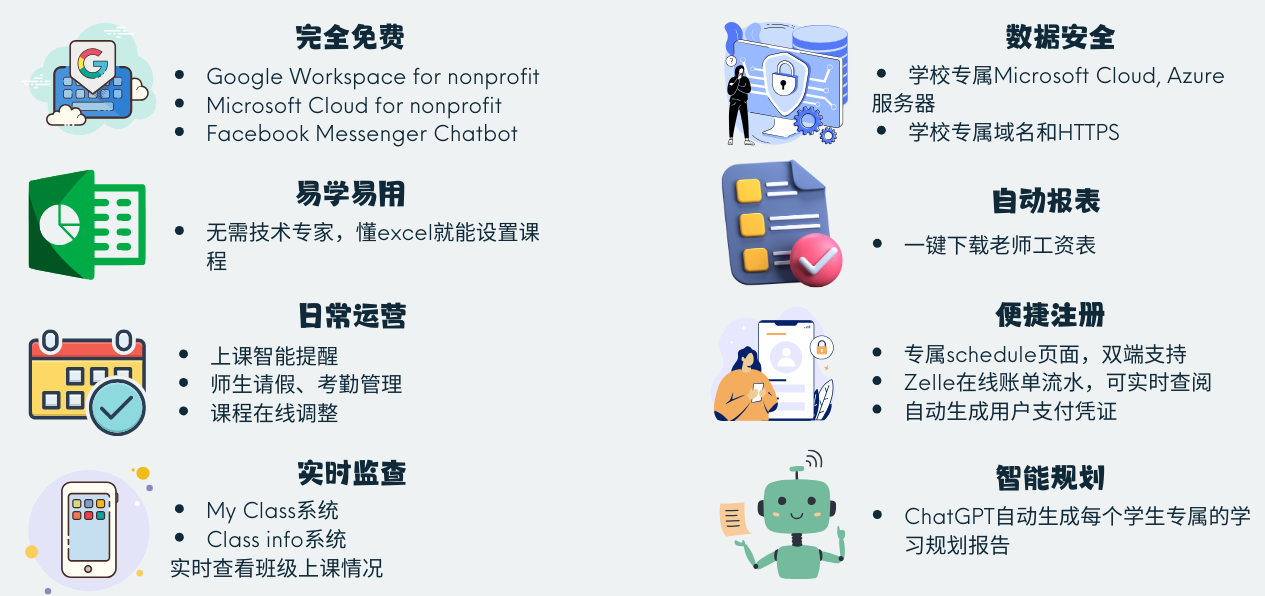 完全免费
Google Workspace for nonprofit
Microsoft Cloud for nonprofit
Facebook Messenger Chatbot
易学易用
无需技术专家，懂excel就能设置课
程
日常运营
上课智能提醒
师生请假、考勤管理
课程在线调整
实时监查
My Class系统
Class info系统
实时查看班级上课情况
数据安全
学校专属Microsoft Cloud, Azure
服务器
学校专属域名和HTTPS
自动报表
一键下载老师工资表
便捷注册
专属schedule页面，双端支持
Zelle在线账单流水，可实时查阅
自动生成用户支付凭证
智能规划
ChatGPT自动生成每个学生专属的学
习规划报告